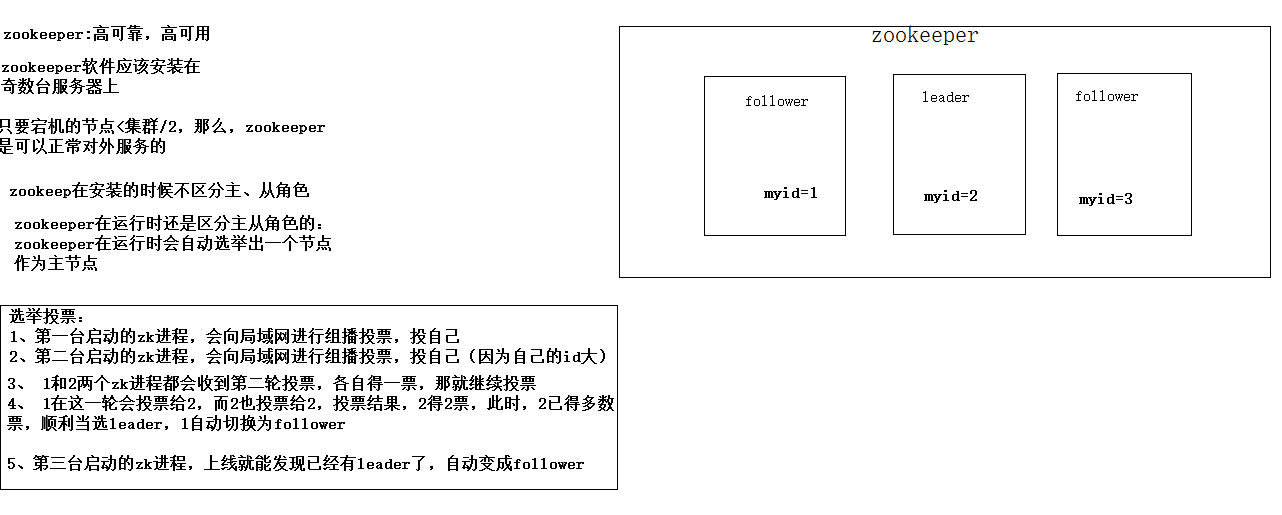 zookeeper:高可靠，高可用
zookeeper软件应该安装在
奇数台服务器上
只要宕机的节点<集群/2，那么，zookeeper
是可以正常对外服务的
zookeep在安装的时候不区分主、从角色
zookeeper在运行时还是区分主从角色的：
zookeeper在运行时会自动选举出一个节点
作为主节点
zookeeper
follower
leader
follower
myid=1
myid=2
myid=3
选举投票：
1、第一台启动的zk进程，会向局域网进行组播投票，投自己
2、第二台启动的zk进程，会向局域网进行组播投票，投自己（因为自己的id大）
3、 1和2两个zk进程都会收到第二轮投票，各自得一票，那就继续投票
4、 1在这一轮会投票给2，而2也投票给2，投票结果，2得2票，此时，2已得多数
票，顺利当选leader，1自动切换为follower
5、第三台启动的zk进程，上线就能发现已经有leader了，自动变成follower